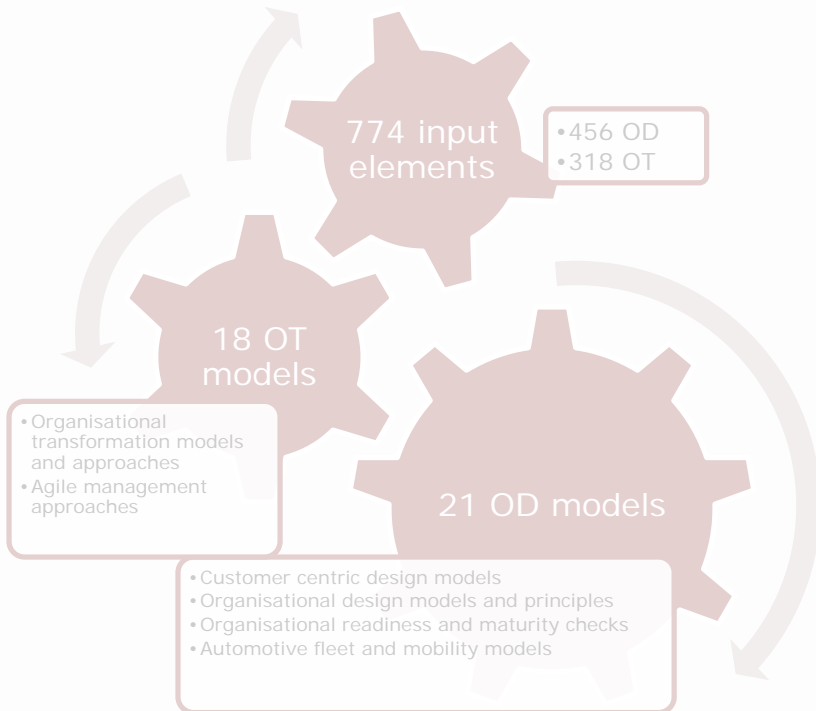 774 input
elements
•456 OD
•318 OT
18 OT
models
•Organisational
transformation models
and approaches
•Agile management
approaches
21 OD models
•Customer centric design models
•Organisational design models and principles
•Organisational readiness and maturity checks
•Automotive fleet and mobility models